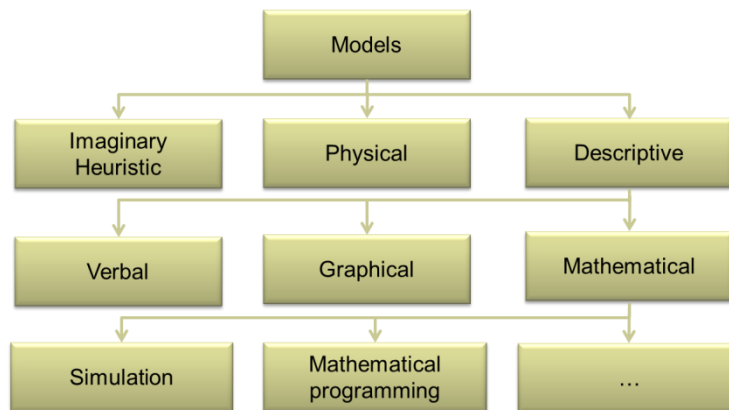 Models
Imaginary
Heuristic
Physical
Descriptive
Verbal
Graphical
Mathematical
Simulation
Mathematical
programming
...